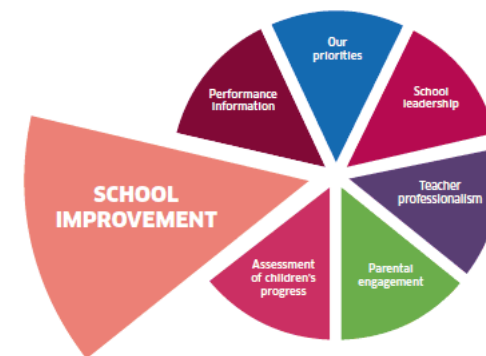 Our
priorities
School
leadership
Teacher
professionalism
Parental
engagement
Assessment
of children's
progress
SCHOOL
IMPROVEMENT
Performance
information